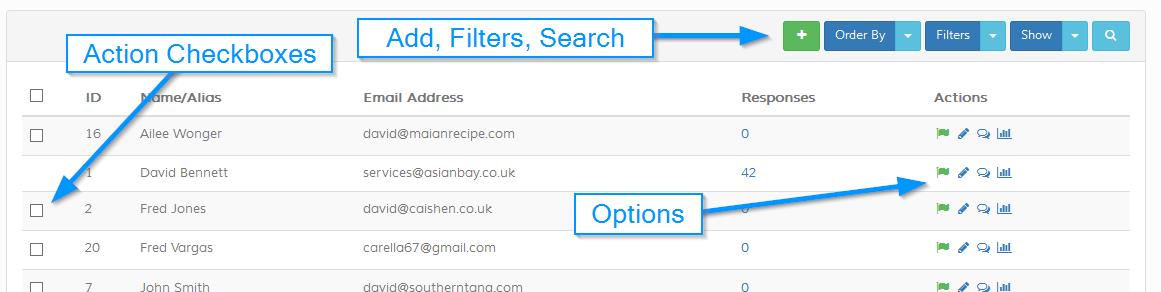 Add, Filters, Search
+ Order By Filters Show
Action Checkboxes
ID Name/Alias Email Address Responses Actions
16 Ailee Wonger david@maianrecipe.com 0
1 David Bennett services@asianbay.co.uk 42
Options
2 Fred Jones david@caishen.co.uk 0
20 Fred Vargas carella67@gmail.com 0
7 John Smith david@southerntang.com 0